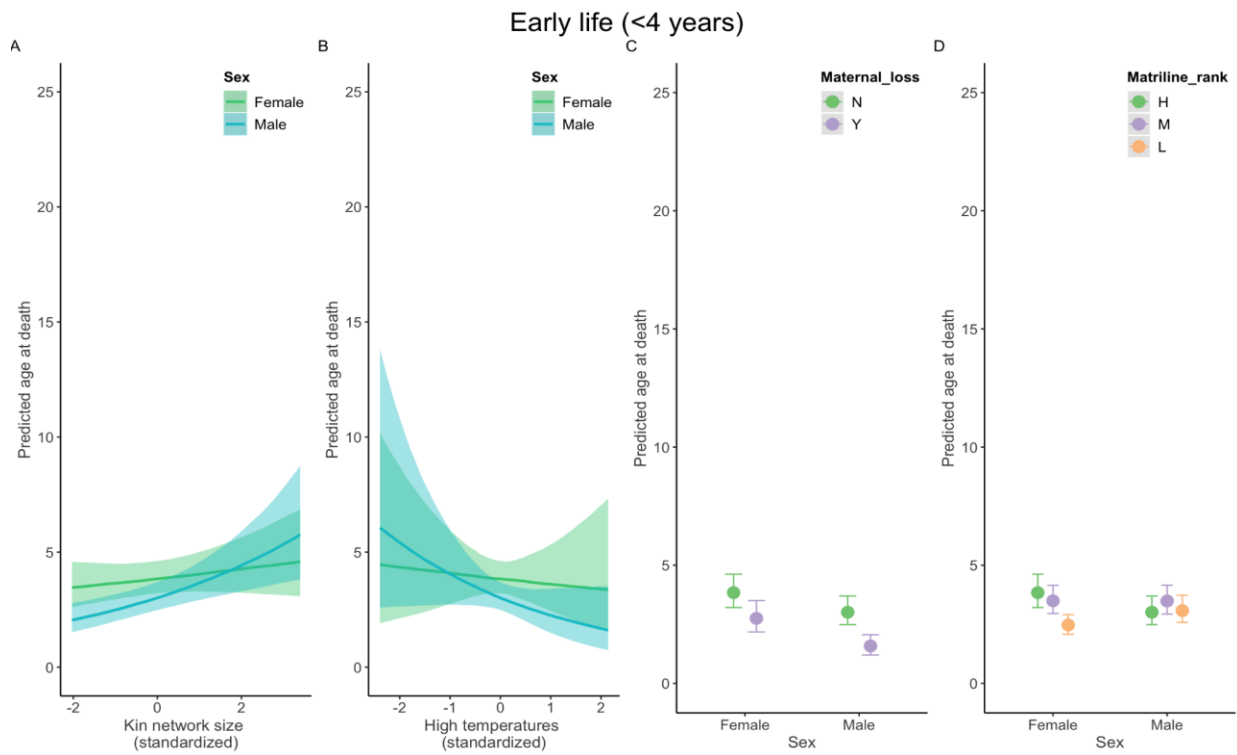 Early life (<4 years)
A
Sex
Female
Male
25
20
15
10
5
0
Predicted age at death
-2
0
2
Kin network size
(standardized)
B
Sex
Female
Male
25
20
15
10
5
0
Predicted age at death
-2
-1
0
1
2
High temperatures
(standardized)
C
Maternal_loss
N
Y
25
20
15
10
5
0
Predicted age at death
Female
Male
Sex
D
Matriline_rank
H
M
L
25
20
15
10
5
0
Predicted age at death
Female
Male
Sex